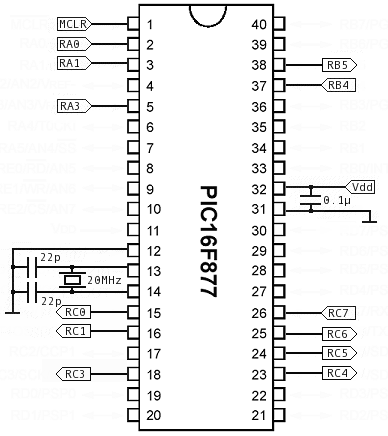 MCLR 1 40
RA0 2 39
RA1 3 38 RB5
4 37 RB4
RA3 5 36
6 35
7 34
8 33
9 32 Vdd
10 31 0.1μ
11 30
12 29
22p 13 28
20MHz
14 27
22p
RC0 15 26 RC7
RC1 16 25 RC6
17 24 RC5
RC3 18 23 RC4
19 22
20 21
PIC16F877